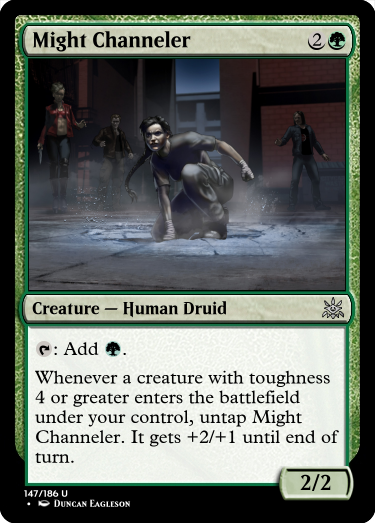 Might Channeler 2
Creature — Human Druid
: Add .
Whenever a creature with toughness
4 or greater enters the battlefield
under your control, untap Might
Channeler. It gets +2/+1 until end of
turn.
2/2
147/186 U
• Duncan Eagleson